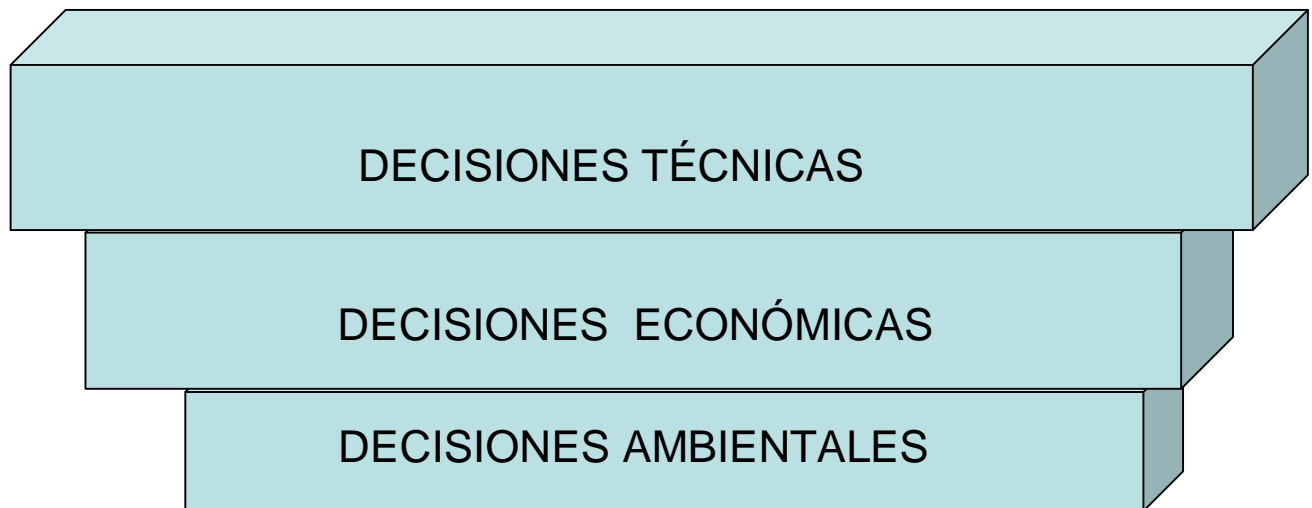 DECISIONES TÉCNICAS
DECISIONES ECONÓMICAS
DECISIONES AMBIENTALES